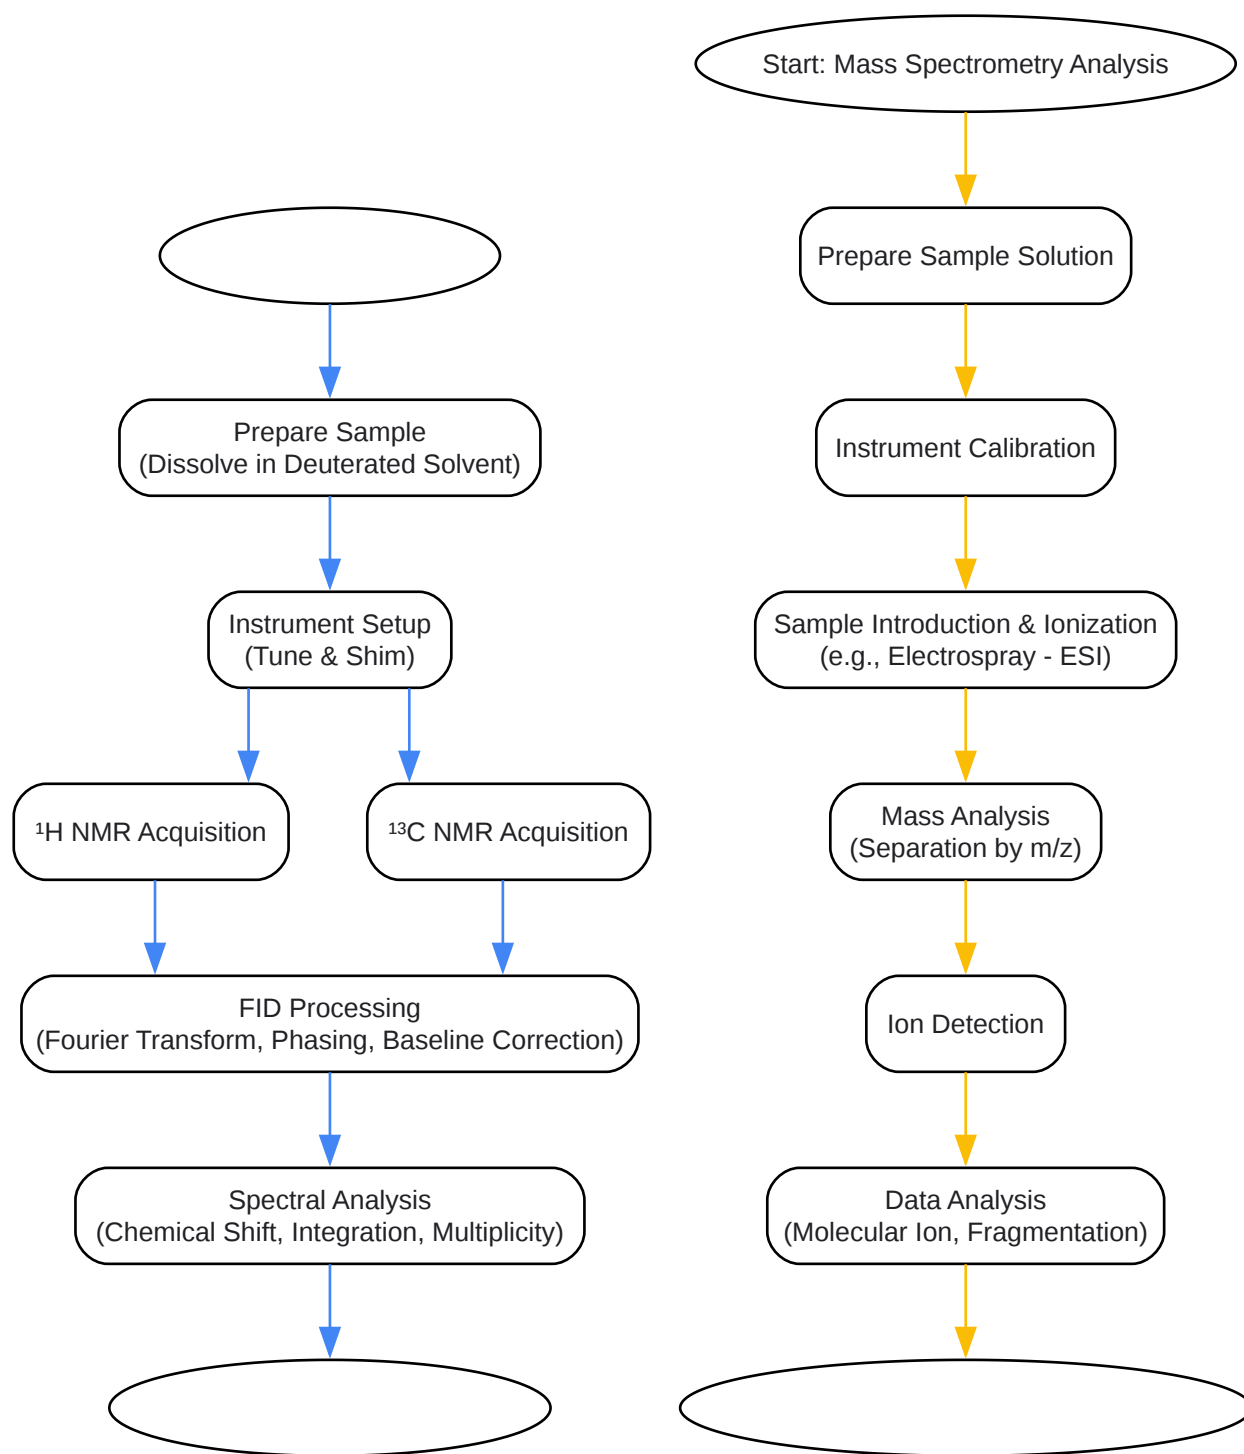 Start: Mass Spectrometry Analysis
Prepare Sample Solution
Prepare Sample
(Dissolve in Deuterated Solvent)
Instrument Calibration
Instrument Setup
(Tune & Shim)
Sample Introduction & Ionization
(e.g., Electrospray - ESI)
¹H NMR Acquisition
¹³C NMR Acquisition
Mass Analysis
(Separation by m/z)
FID Processing
(Fourier Transform, Phasing, Baseline Correction)
Ion Detection
Spectral Analysis
(Chemical Shift, Integration, Multiplicity)
Data Analysis
(Molecular Ion, Fragmentation)